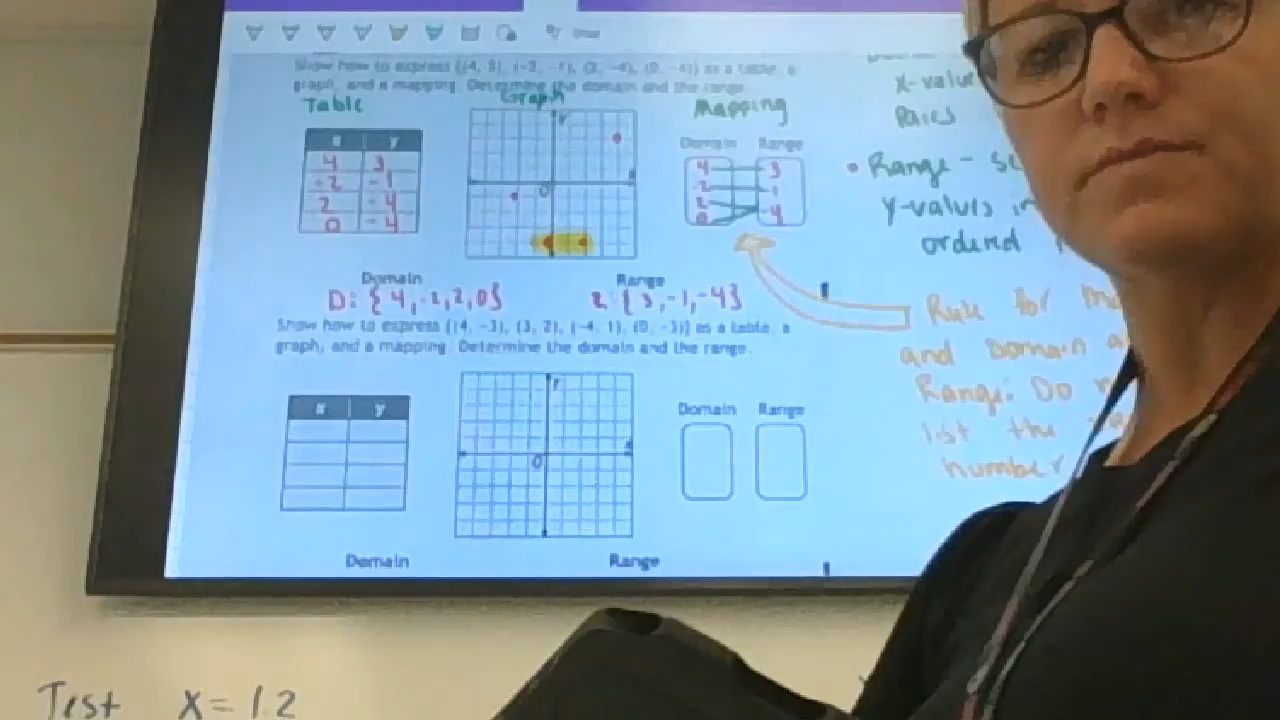 Show how to express {(4, 3), (-2, -1), (2, -4), (0, -4)} as a table, a
graph, and a mapping. Determine the domain and the range.
Table
Graph
Mapping
x y
4 3
-2 -1
2 -4
0 -4
y
O
Domain Range
4 3
-2 -1
2 -4
0
Domain
Range
D: { 4, -2, 2, 0}
{ 3, -1, -4}
Show how to express {(4, -3), (3, 2), (-4, 1), (0, -3)} as a table, a
graph, and a mapping. Determine the domain and the range.
x y
y
O
Domain Range
Domain
Range
x-value
Pairs
• Range -
y-values in
ordered
Rule for
and Domain
Range: Do
list the
number
Test x = 1.2